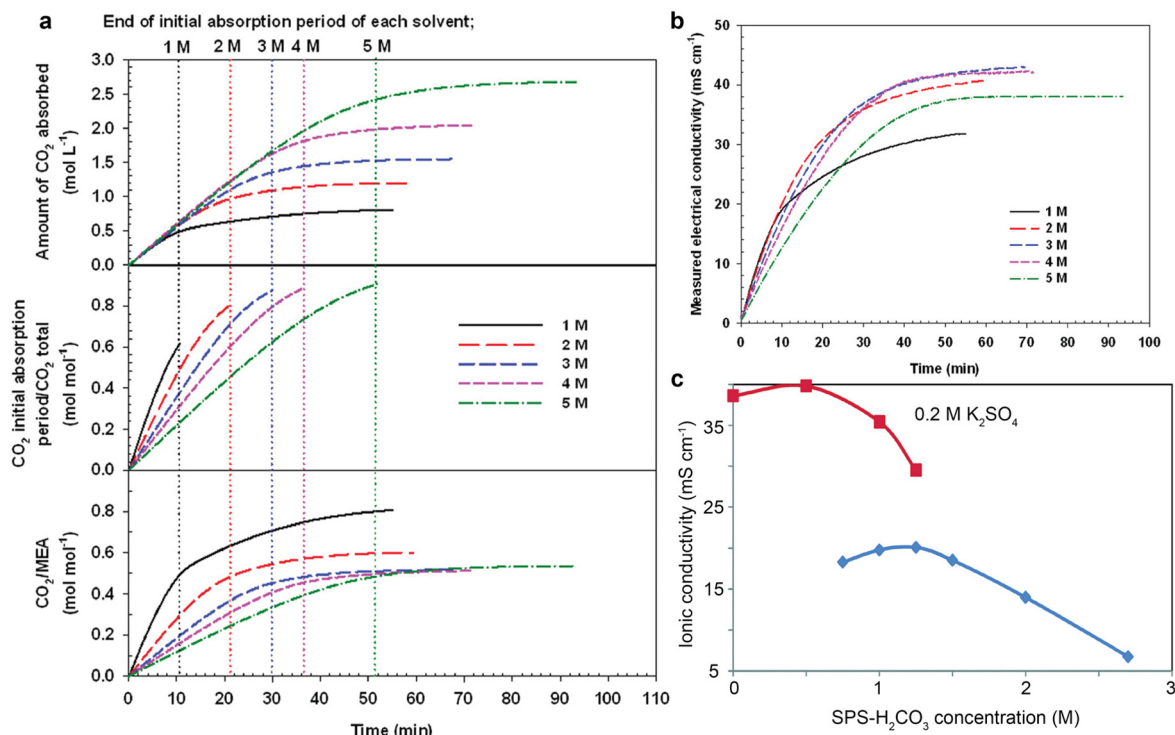 a
End of initial absorption period of each solvent;
1 M 2 M 3 M 4 M 5 M
Amount of CO₂ absorbed
(mol L⁻¹)
3.0
2.5
2.0
1.5
1.0
0.5
0.0
CO₂ initial absorption
period/CO₂ total
(mol mol⁻¹)
0.8
0.6
0.4
0.2
0.0
1 M
2 M
3 M
4 M
5 M
CO₂/MEA
(mol mol⁻¹)
0.8
0.6
0.4
0.2
0.0
0 10 20 30 40 50 60 70 80 90 100 110
Time (min)
b
Measured electrical conductivity (mS cm⁻¹)
50
40
30
20
10
0
1 M
2 M
3 M
4 M
5 M
0 10 20 30 40 50 60 70 80 90 100
Time (min)
c
0.2 M K₂SO₄
Ionic conductivity (mS cm⁻¹)
35
25
15
5
0 1 2 3
SPS-H₂CO₃ concentration (M)